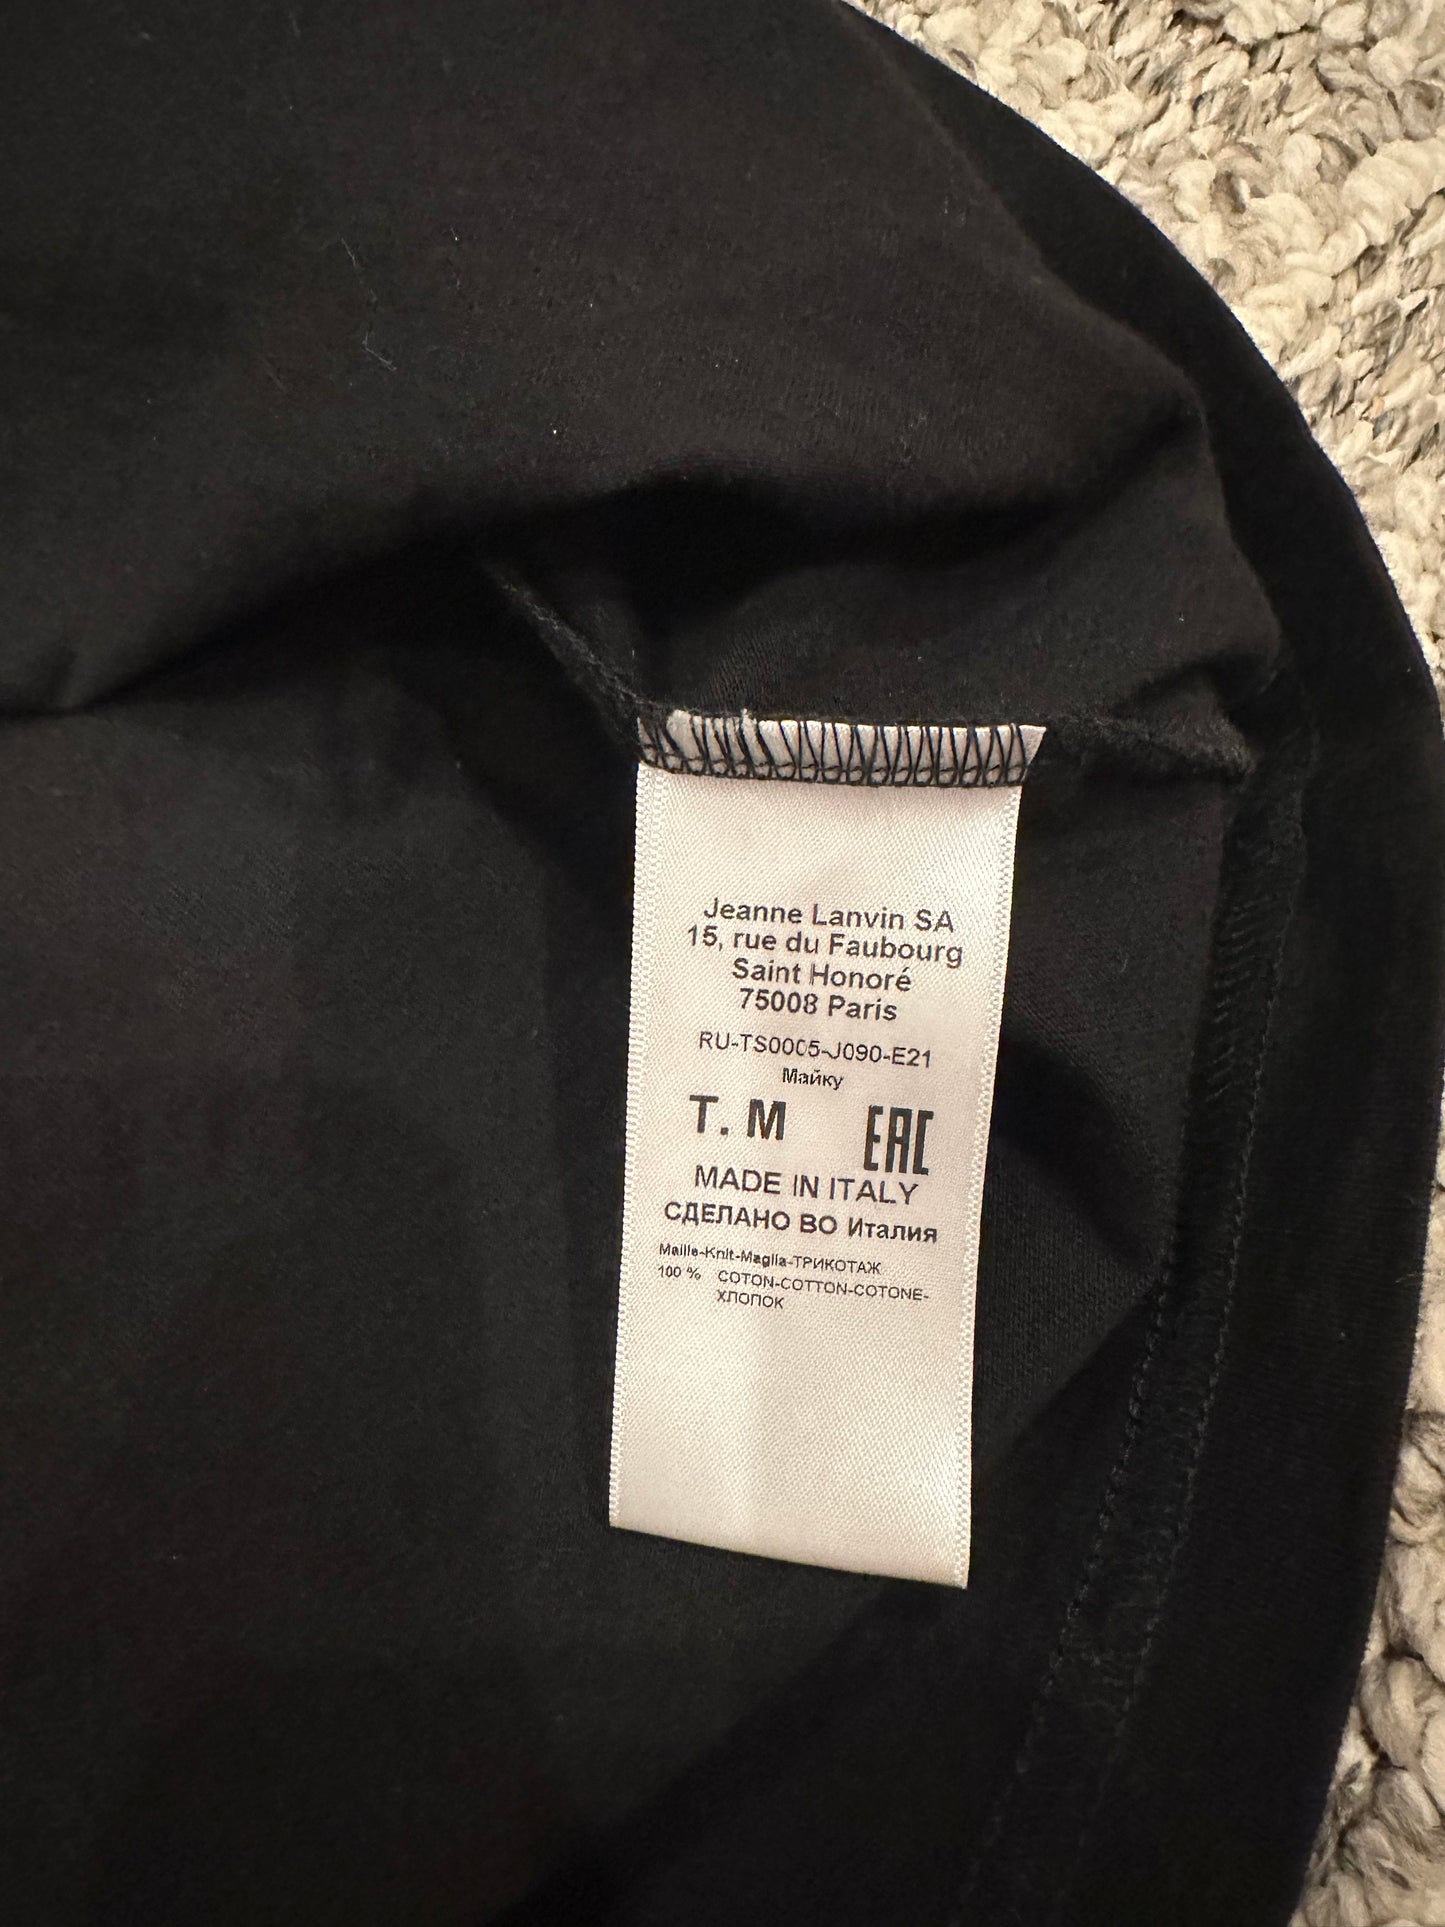 Jeanne Lanvin SA
15, rue du Faubourg
Saint Honoré
75008 Paris
RU-TS0005-J090-E21
Майку
T. M EAC
MADE IN ITALY
СДЕЛАНО ВО Италия
Maille-Knit-Maglia-ТРИКОТАЖ
100 % COTON-COTTON-COTONE-
ХЛОПОК